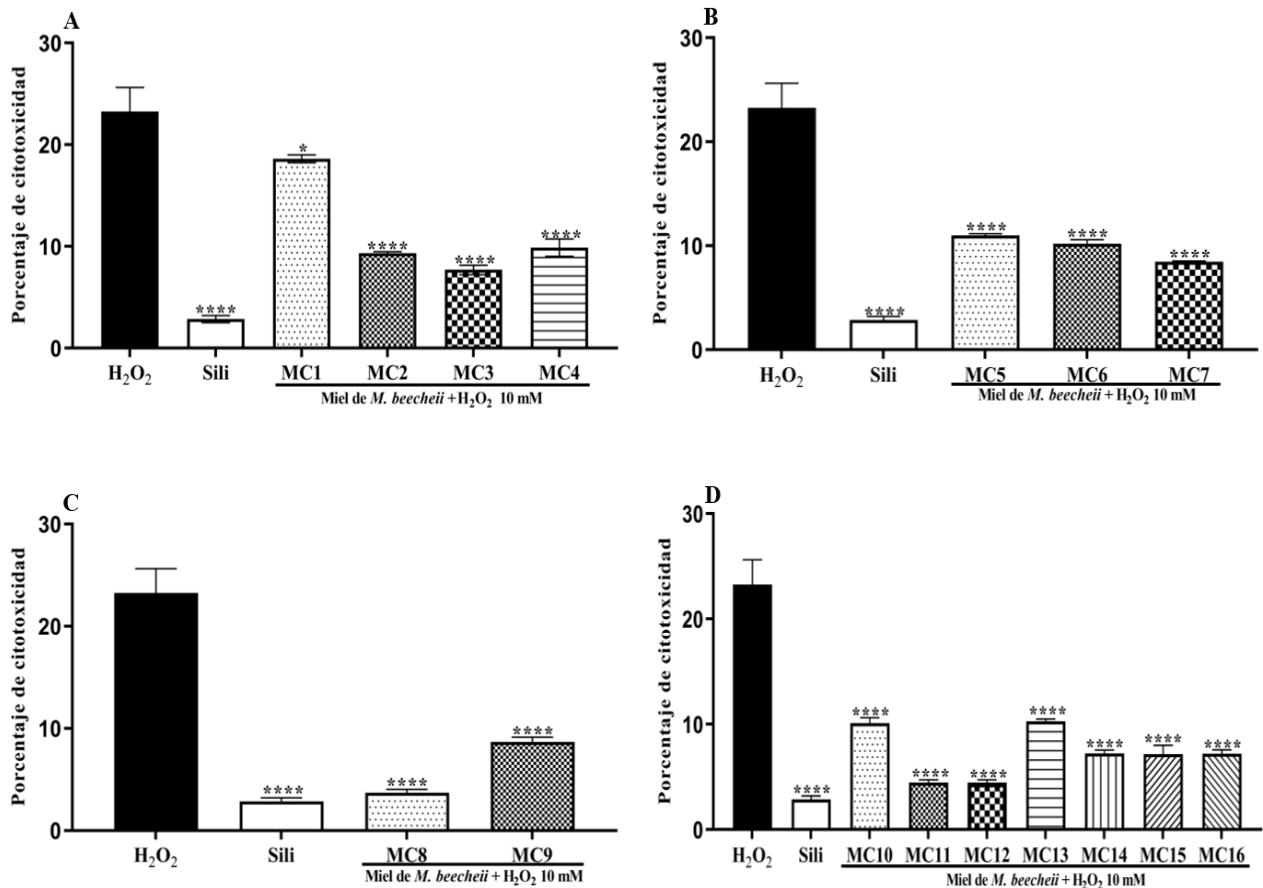 A
Porcentaje de citotoxicidad
30
20
10
0
*
****
****
****
****
H₂O₂ Sili MC1 MC2 MC3 MC4
Miel de M. beecheii + H₂O₂ 10 mM
B
Porcentaje de citotoxicidad
30
20
10
0
****
****
****
****
H₂O₂ Sili MC5 MC6 MC7
Miel de M. beecheii + H₂O₂ 10 mM
C
Porcentaje de citotoxicidad
30
20
10
0
****
****
****
H₂O₂ Sili MC8 MC9
Miel de M. beecheii + H₂O₂ 10 mM
D
Porcentaje de citotoxicidad
30
20
10
0
****
****
****
****
****
****
****
****
H₂O₂ Sili MC10 MC11 MC12 MC13 MC14 MC15 MC16
Miel de M. beecheii + H₂O₂ 10 mM